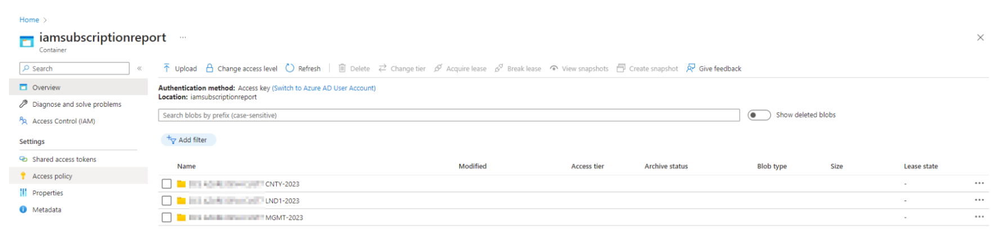 Home >
iamsubscriptionreport ...
Container
Search «
Upload Change access level Refresh Delete Change tier Acquire lease Break lease View snapshots Create snapshot Give feedback
Overview
Diagnose and solve problems
Access Control (IAM)
Settings
Shared access tokens
Access policy
Properties
Metadata
Authentication method: Access key (Switch to Azure AD User Account)
Location: iamsubscriptionreport
Search blobs by prefix (case-sensitive) Show deleted blobs
Add filter
Name Modified Access tier Archive status Blob type Size Lease state
CNTY-2023 - ...
LND1-2023 - ...
MGMT-2023 - ...